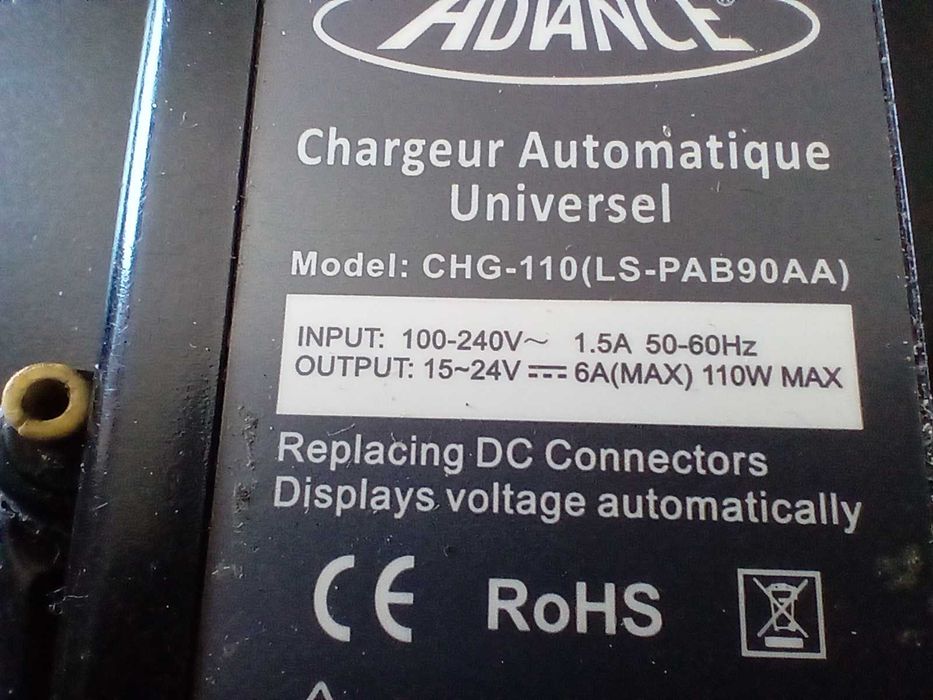 ADVANCE®
Chargeur Automatique
Universel
Model: CHG-110(LS-PAB90AA)
INPUT: 100-240V~ 1.5A 50-60Hz
OUTPUT: 15~24V ⎓ 6A(MAX) 110W MAX
Replacing DC Connectors
Displays voltage automatically
CE RoHS